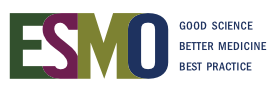 ESMO
GOOD SCIENCE
BETTER MEDICINE
BEST PRACTICE